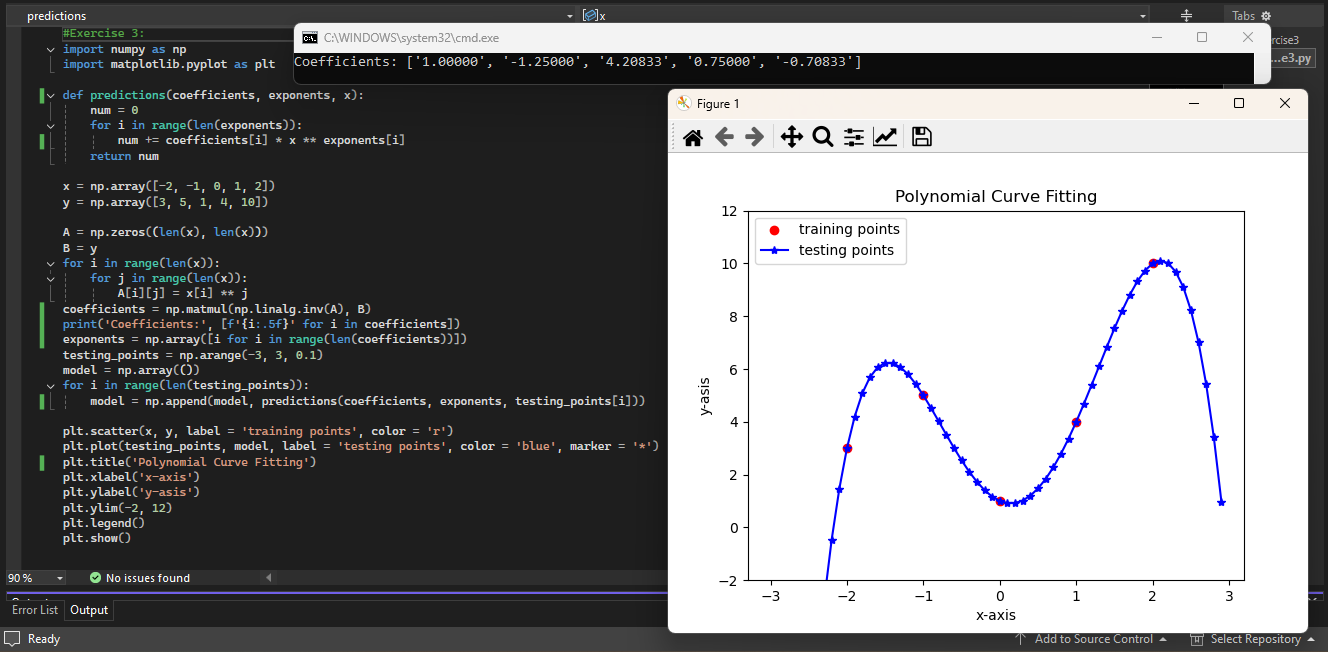 predictions
x
Tabs
#Exercise 3:
import numpy as np
import matplotlib.pyplot as plt
def predictions(coefficients, exponents, x):
num = 0
for i in range(len(exponents)):
num += coefficients[i] * x ** exponents[i]
return num
x = np.array([-2, -1, 0, 1, 2])
y = np.array([3, 5, 1, 4, 10])
A = np.zeros((len(x), len(x)))
B = y
for i in range(len(x)):
for j in range(len(x)):
A[i][j] = x[i] ** j
coefficients = np.matmul(np.linalg.inv(A), B)
print('Coefficients:', [f'{i:.5f}' for i in coefficients])
exponents = np.array([i for i in range(len(coefficients))])
testing_points = np.arange(-3, 3, 0.1)
model = np.array(())
for i in range(len(testing_points)):
model = np.append(model, predictions(coefficients, exponents, testing_points[i]))
plt.scatter(x, y, label = 'training points', color = 'r')
plt.plot(testing_points, model, label = 'testing points', color = 'blue', marker = '*')
plt.title('Polynomial Curve Fitting')
plt.xlabel('x-axis')
plt.ylabel('y-asis')
plt.ylim(-2, 12)
plt.legend()
plt.show()
C:\WINDOWS\system32\cmd.exe
Coefficients: ['1.00000', '-1.25000', '4.20833', '0.75000', '-0.70833']
rcise3
...e3.py
Figure 1
Polynomial Curve Fitting
training points
testing points
12
10
8
6
4
2
0
−2
y-asis
−3 −2 −1 0 1 2 3
x-axis
90 %
No issues found
Error List Output
Ready
Add to Source Control
Select Repository